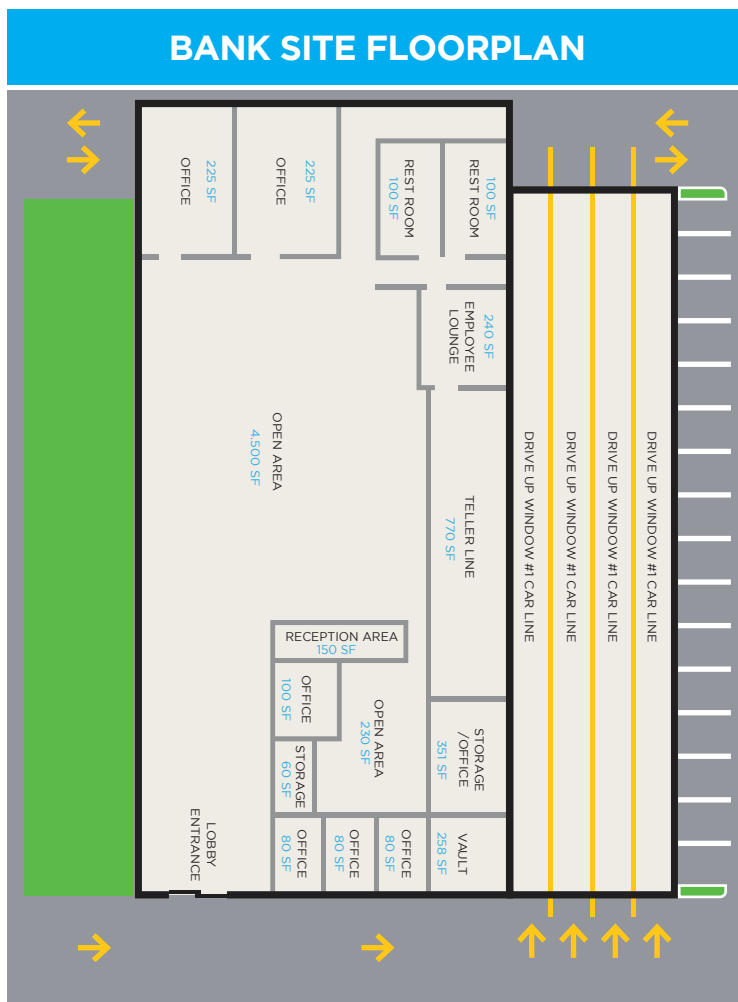 BANK SITE FLOORPLAN
OFFICE
225 SF
OFFICE
225 SF
REST ROOM
100 SF
REST ROOM
100 SF
EMPLOYEE
LOUNGE
240 SF
OPEN AREA
4,500 SF
TELLER LINE
770 SF
DRIVE UP WINDOW #1 CAR LINE
DRIVE UP WINDOW #1 CAR LINE
DRIVE UP WINDOW #1 CAR LINE
DRIVE UP WINDOW #1 CAR LINE
RECEPTION AREA
150 SF
OFFICE
100 SF
OPEN AREA
230 SF
STORAGE
/OFFICE
351 SF
STORAGE
60 SF
LOBBY
ENTRANCE
OFFICE
80 SF
OFFICE
80 SF
OFFICE
80 SF
VAULT
258 SF